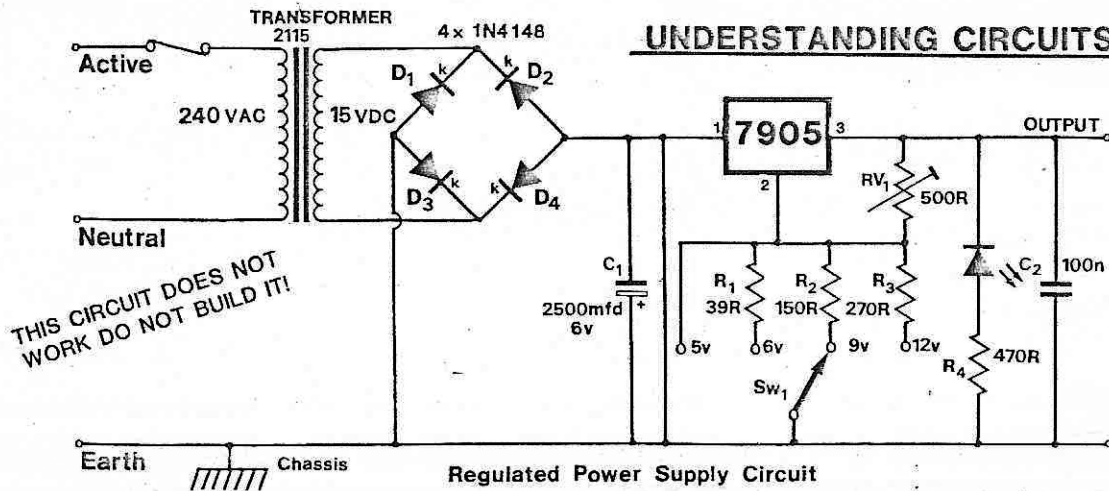 TRANSFORMER
2115
4 x 1N4148
UNDERSTANDING CIRCUITS
Active
D1
k
k
D2
240 VAC
15 VDC
1
7905
3
OUTPUT
D3
k
k
D4
2
RV1
500R
Neutral
THIS CIRCUIT DOES NOT
WORK DO NOT BUILD IT!
C1
2500mfd
6v
+
R1
39R
R2
150R
R3
270R
C2
100n
5v
6v
9v
12v
R4
470R
Sw1
Earth
Chassis
Regulated Power Supply Circuit